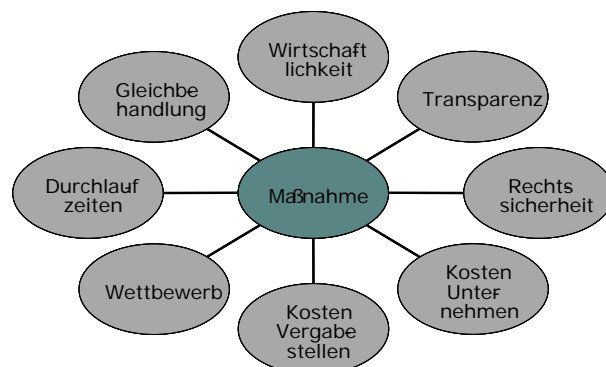 Wirtschaft
lichkeit
Gleichbe
handlung
Transparenz
Durchlauf
zeiten
Maßnahme
Rechts
sicherheit
Wettbewerb
Kosten
Vergabe
stellen
Kosten
Unter
nehmen